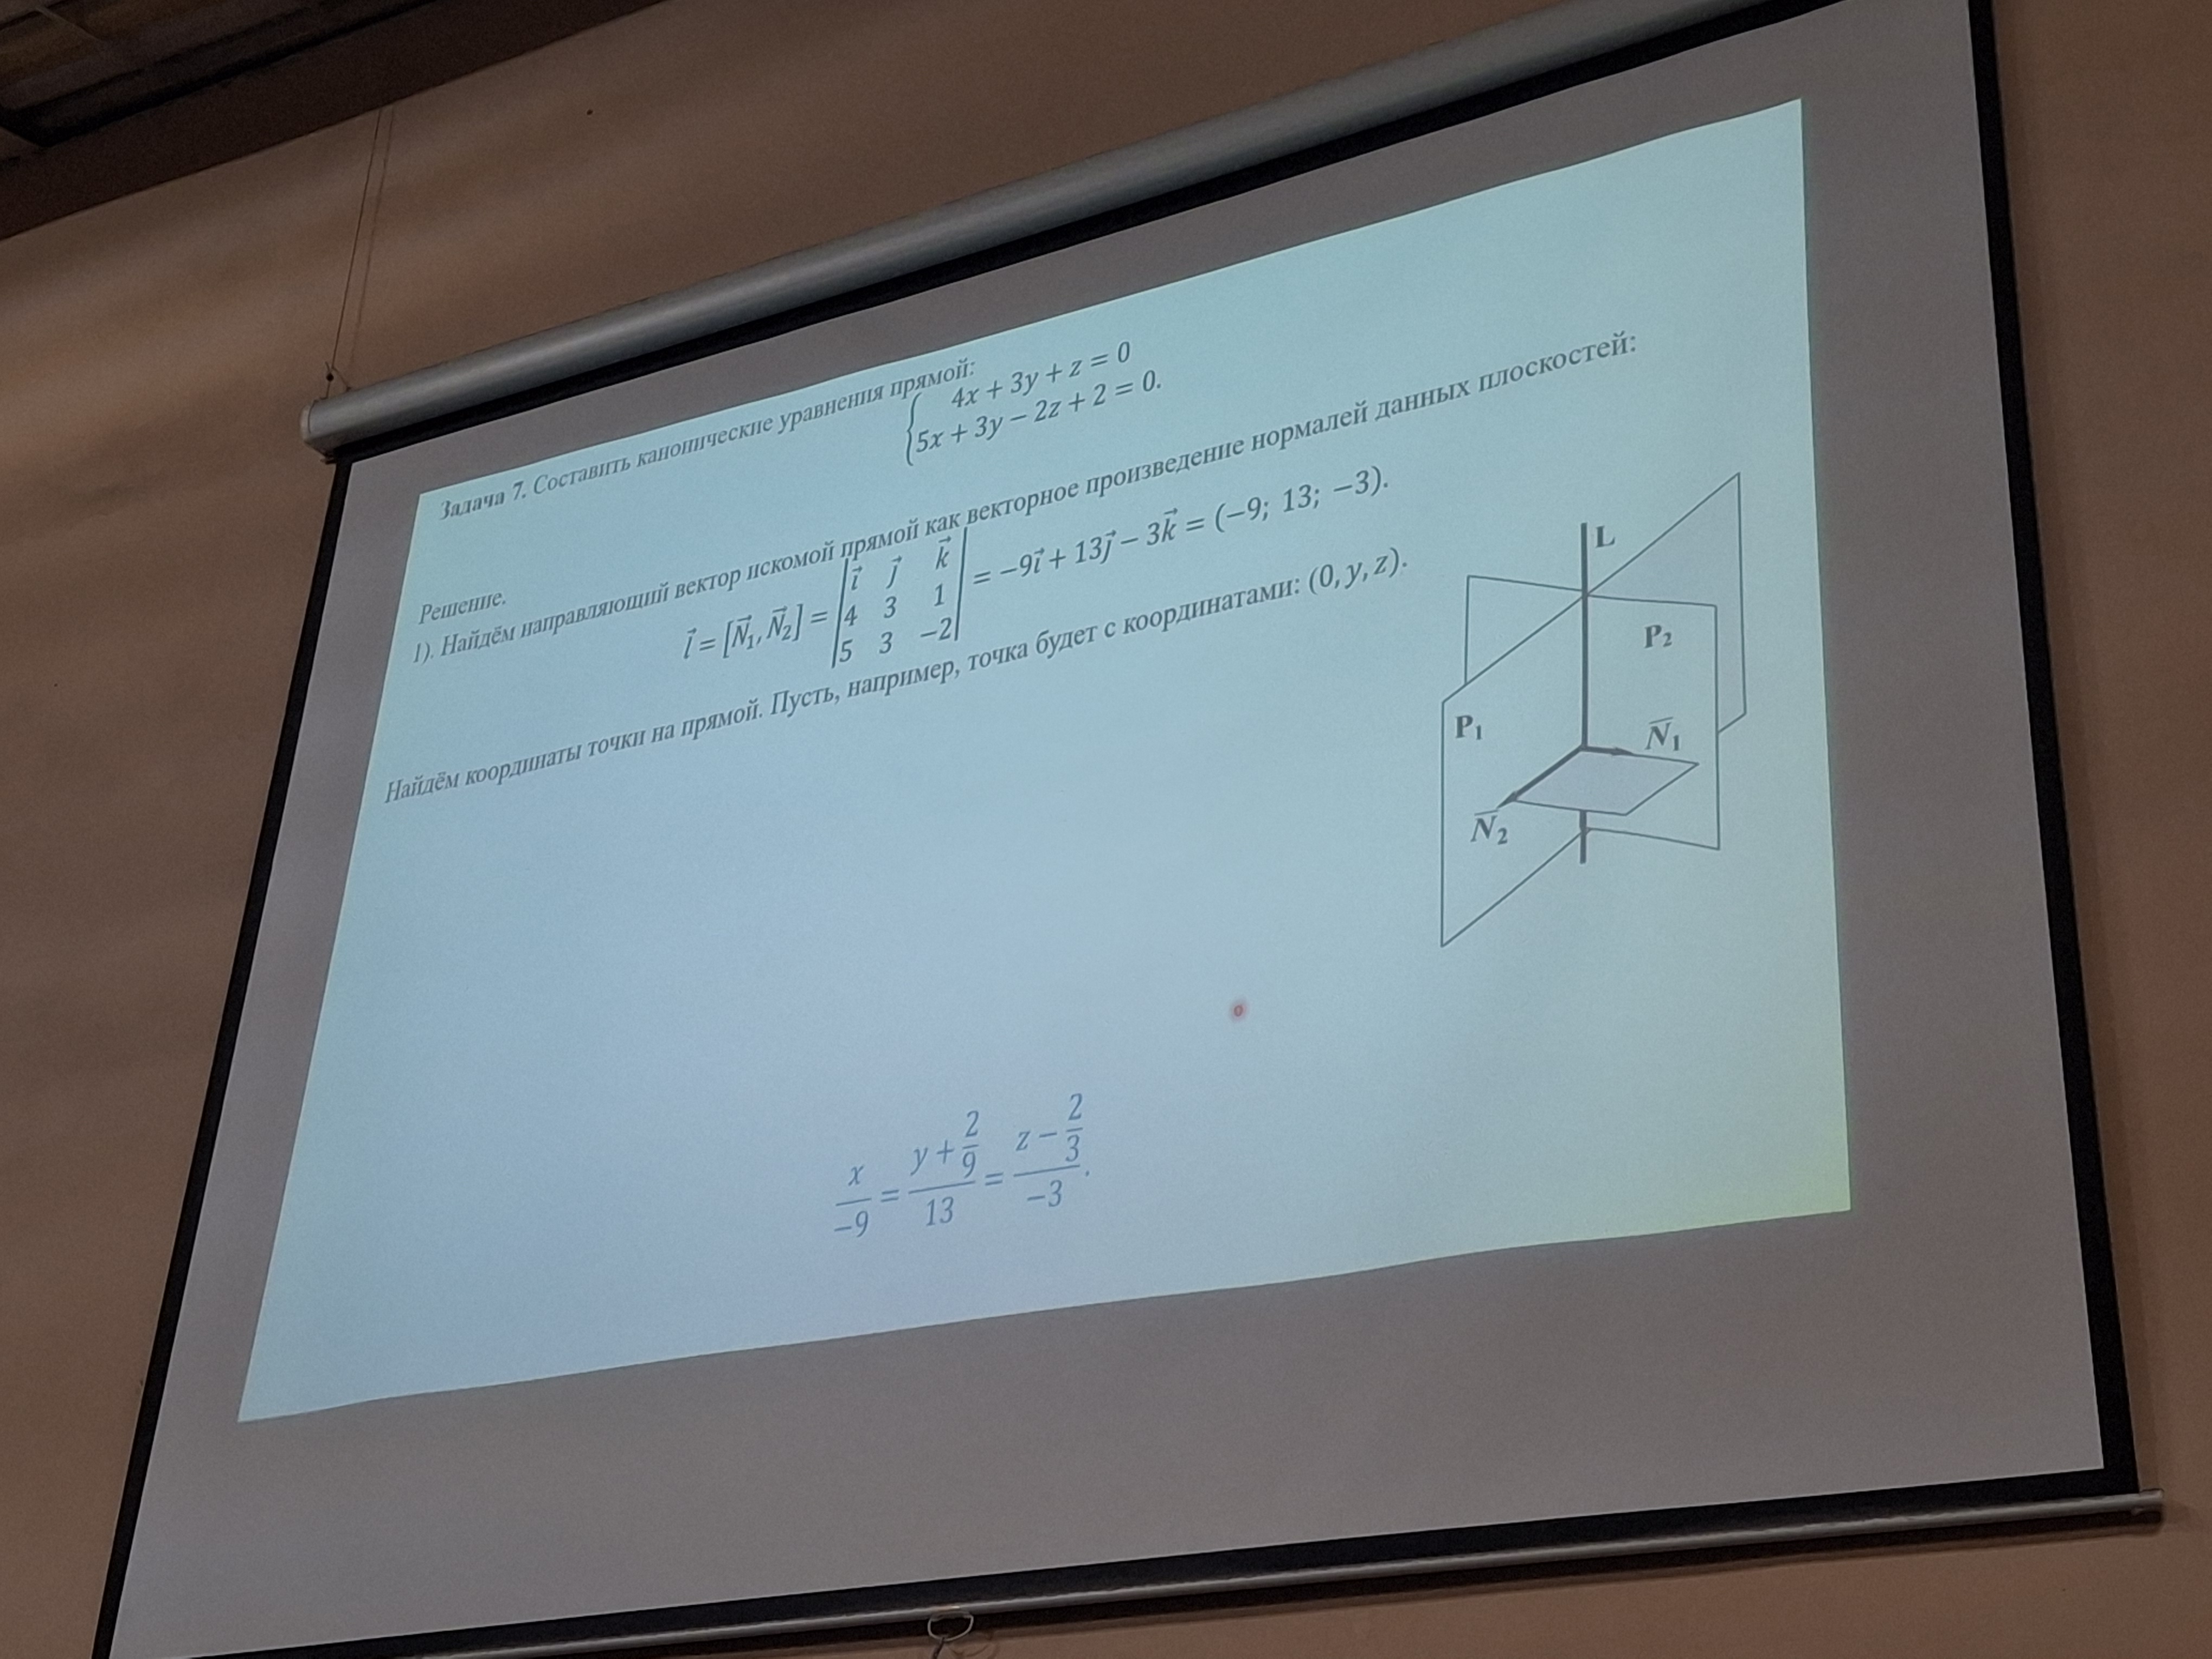 Задача 7. Составить канонические уравнения прямой:
{ 4x + 3y + z = 0
5x + 3y − 2z + 2 = 0.
Решение.
1). Найдём направляющий вектор искомой прямой как векторное произведение нормалей данных плоскостей:
l⃗ = [N⃗₁, N⃗₂] = | i⃗ j⃗ k⃗ |
| 4 3 1 |
| 5 3 −2 | = −9i⃗ + 13j⃗ − 3k⃗ = (−9; 13; −3).
Найдём координаты точки на прямой. Пусть, например, точка будет с координатами: (0, y, z).
L
P₂
P₁
N̅₁
N̅₂
x/−9 = (y + 2/9)/13 = (z − 2/3)/−3.